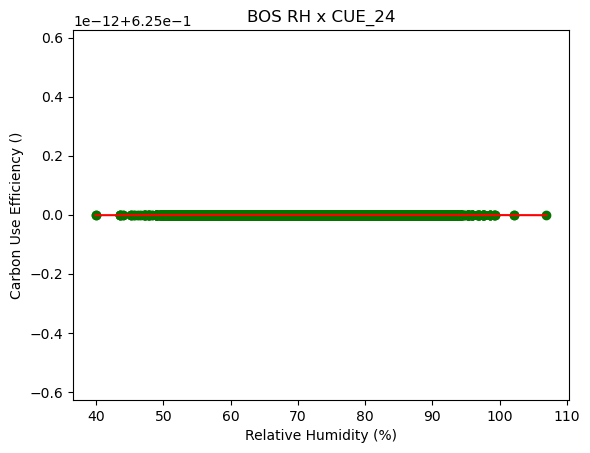 BOS RH x CUE_24
1e−12+6.25e−1
0.6
0.4
0.2
0.0
−0.2
−0.4
−0.6
Carbon Use Efficiency ()
40 50 60 70 80 90 100 110
Relative Humidity (%)